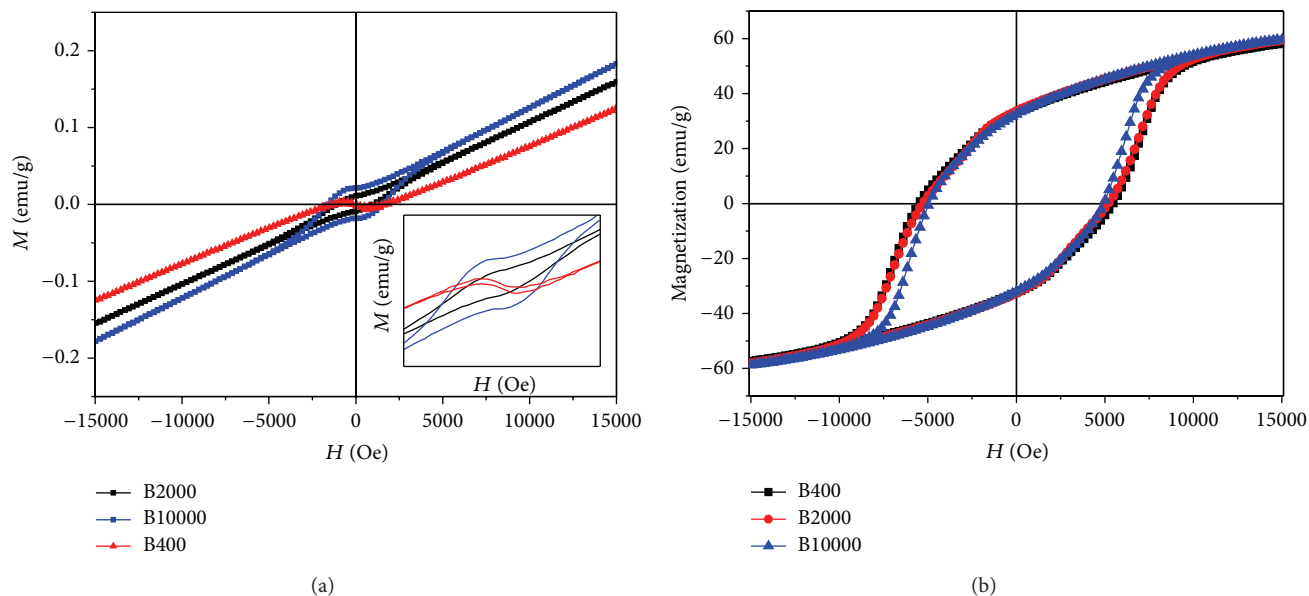 0.2
0.1
0.0
−0.1
−0.2
M (emu/g)
M (emu/g)
H (Oe)
−15000 −10000 −5000 0 5000 10000 15000
H (Oe)
B2000
B10000
B400
(a)
60
40
20
0
−20
−40
−60
Magnetization (emu/g)
−15000 −10000 −5000 0 5000 10000 15000
H (Oe)
B400
B2000
B10000
(b)